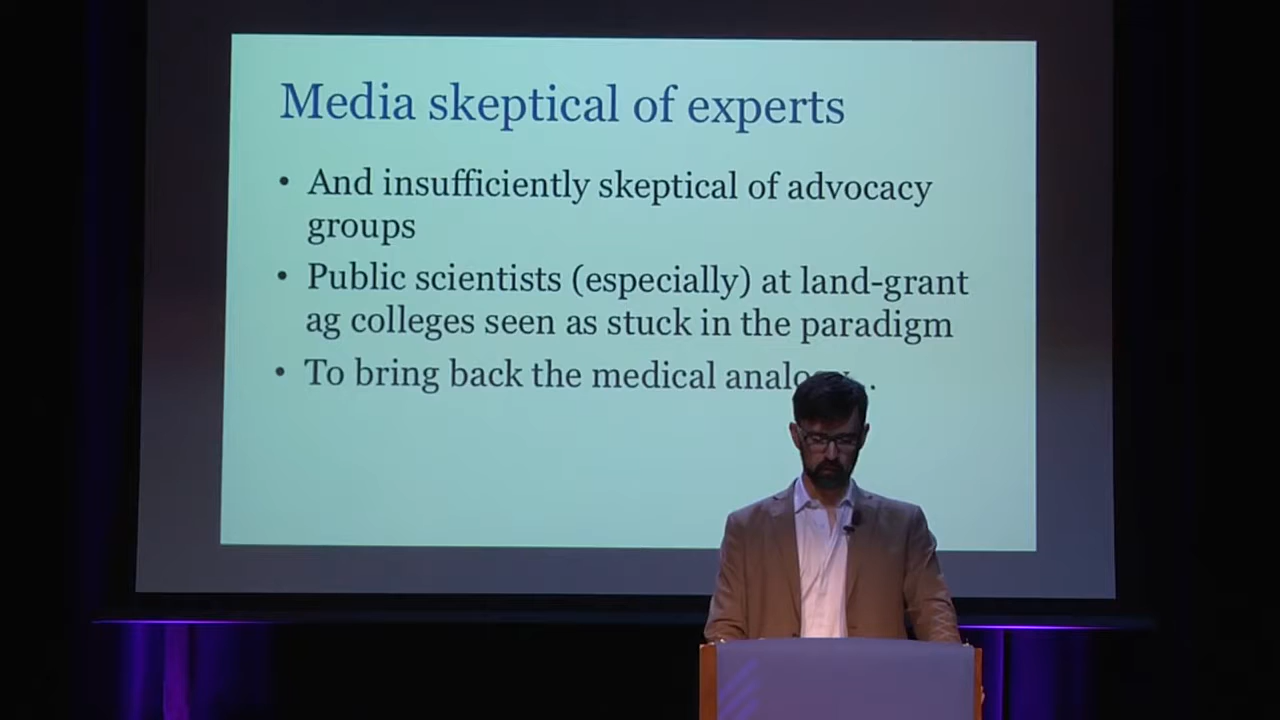 Media skeptical of experts
• And insufficiently skeptical of advocacy
groups
• Public scientists (especially) at land-grant
ag colleges seen as stuck in the paradigm
• To bring back the medical